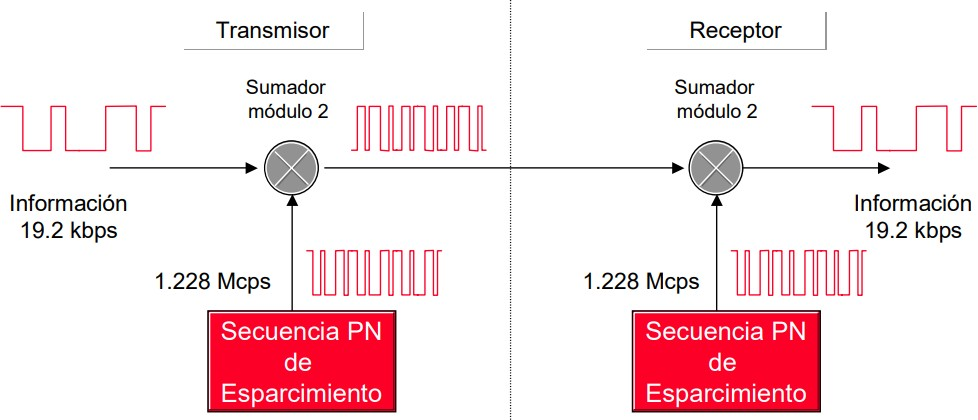 Transmisor
Receptor
Sumador
módulo 2
Sumador
módulo 2
Información
19.2 kbps
Información
19.2 kbps
1.228 Mcps
1.228 Mcps
Secuencia PN
de
Esparcimiento
Secuencia PN
de
Esparcimiento